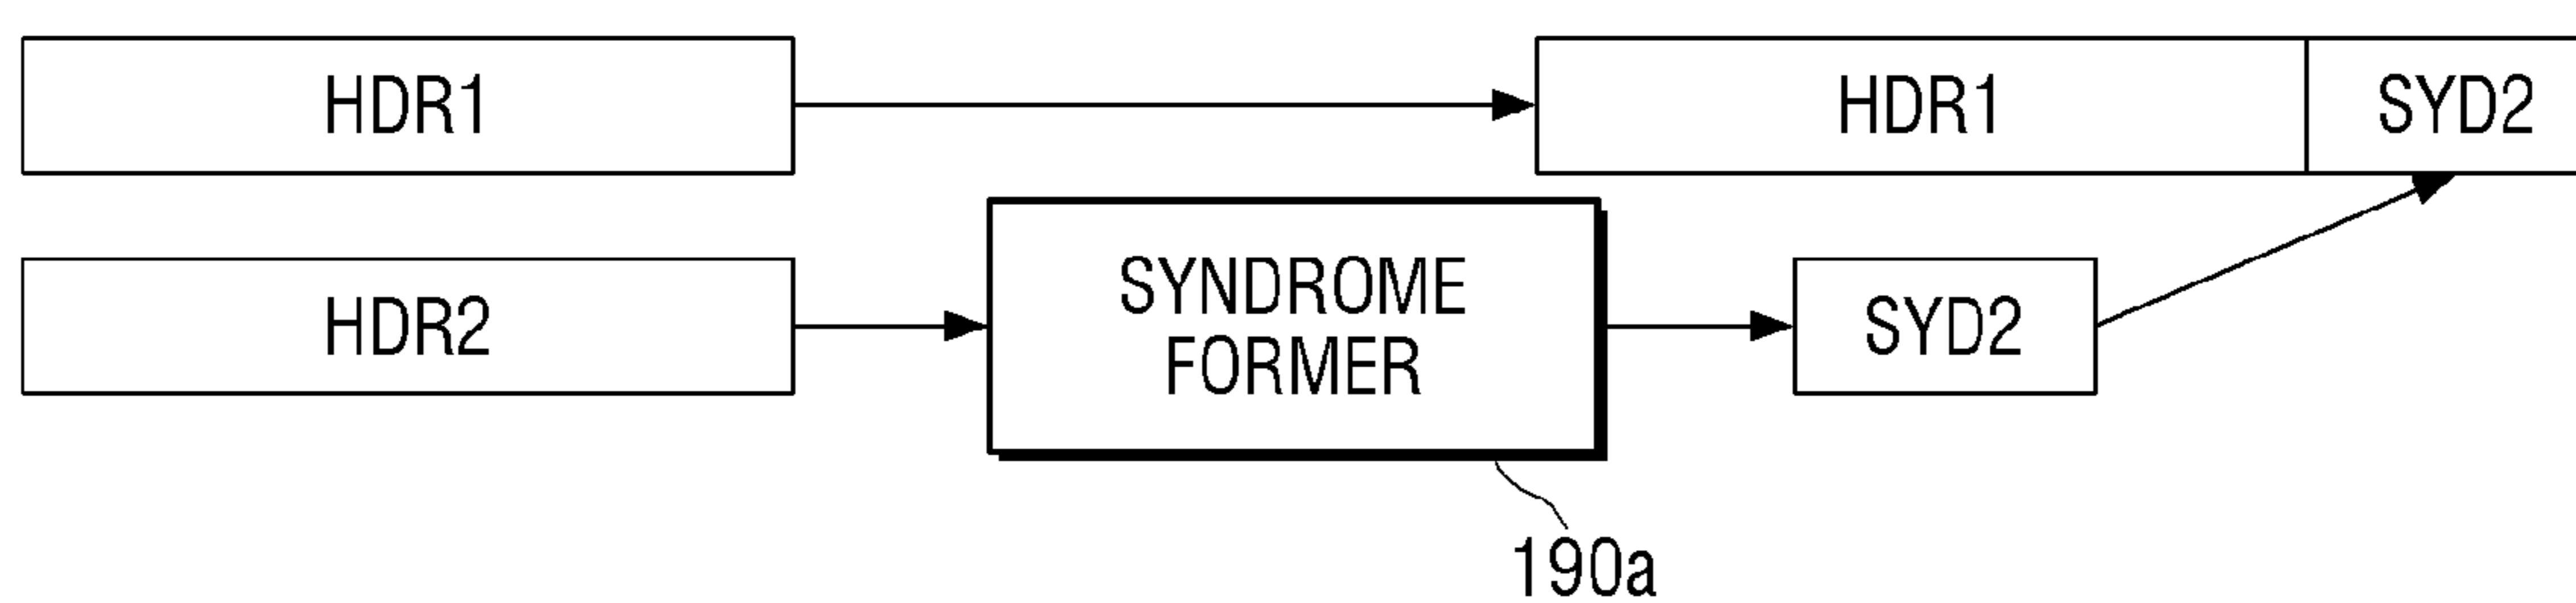 HDR1
HDR1
SYD2
HDR2
SYNDROME
FORMER
SYD2
190a